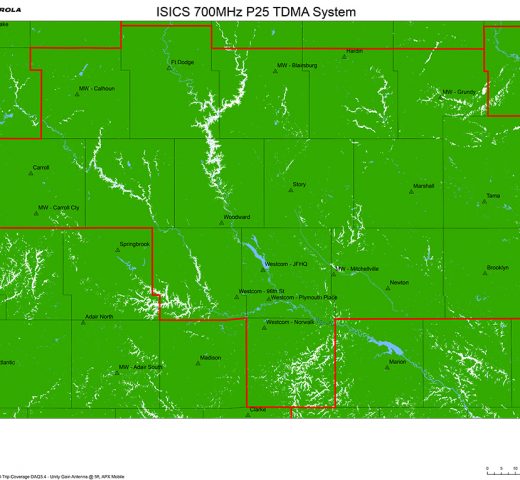 ROLA
ISICS 700MHz P25 TDMA System
Hardin
Ft Dodge
MW - Blairsburg
MW - Calhoun
MW - Grundy
Carroll
Story
Marshall
Tama
MW - Carroll Cty
Woodward
Springbrook
Westcom - JFHQ
MW - Mitchellville
Brooklyn
Newton
Westcom - 98th St
Westcom - Plymouth Place
Adair North
Westcom - Norwalk
Madison
Marion
lantic
MW - Adair South
Clarke
Trip Coverage DAQ3.4 - Unity Gain Antenna @ 5ft, APX Mobile
0 5 10